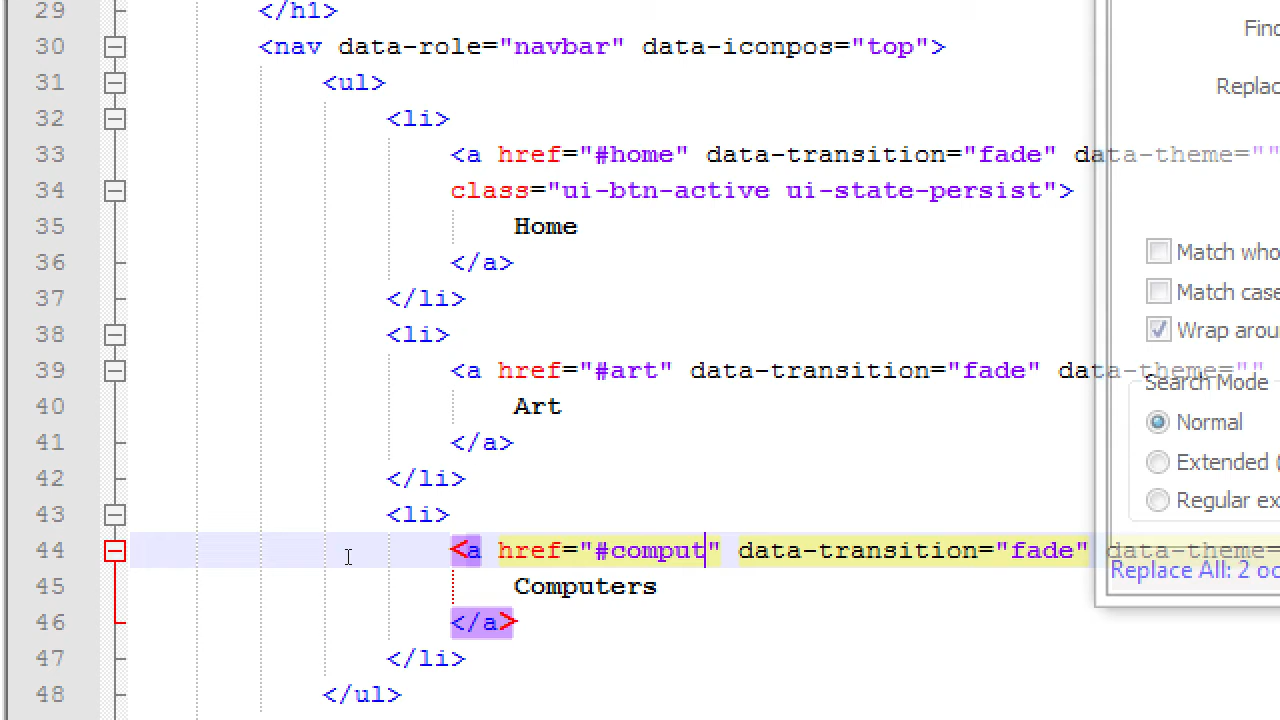 29 </h1>
30 <nav data-role="navbar" data-iconpos="top">
31 <ul>
32 <li>
33 <a href="#home" data-transition="fade" data-theme=""
34 class="ui-btn-active ui-state-persist">
35 Home
36 </a>
37 </li>
38 <li>
39 <a href="#art" data-transition="fade" data-theme=""
40 Art
41 </a>
42 </li>
43 <li>
44 <a href="#comput" data-transition="fade" data-theme=
45 Computers
46 </a>
47 </li>
48 </ul>
Find
Replac
Match who
Match case
Wrap arou
Search Mode
Normal
Extended (
Regular ex
Replace All: 2 oc